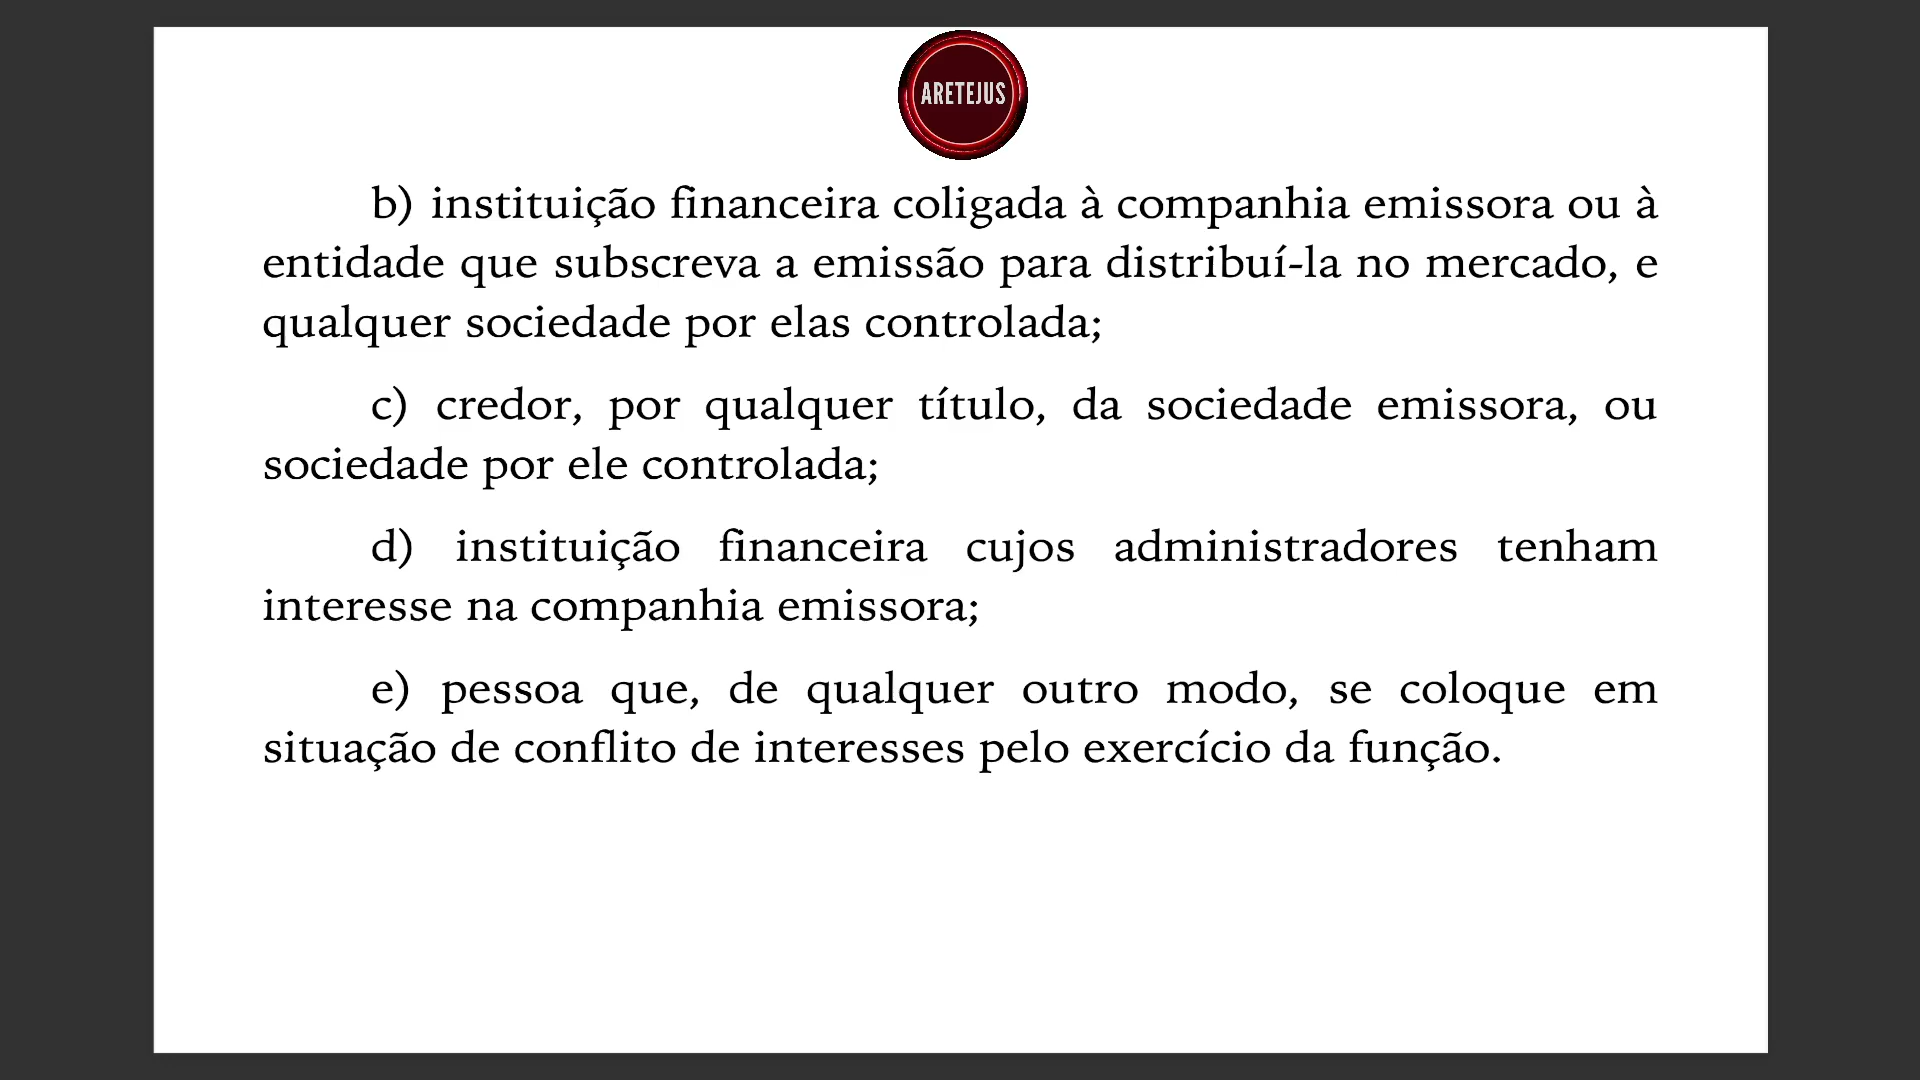 ARETEJUS
b) instituição financeira coligada à companhia emissora ou à
entidade que subscreva a emissão para distribuí-la no mercado, e
qualquer sociedade por elas controlada;
c) credor, por qualquer título, da sociedade emissora, ou
sociedade por ele controlada;
d) instituição financeira cujos administradores tenham
interesse na companhia emissora;
e) pessoa que, de qualquer outro modo, se coloque em
situação de conflito de interesses pelo exercício da função.